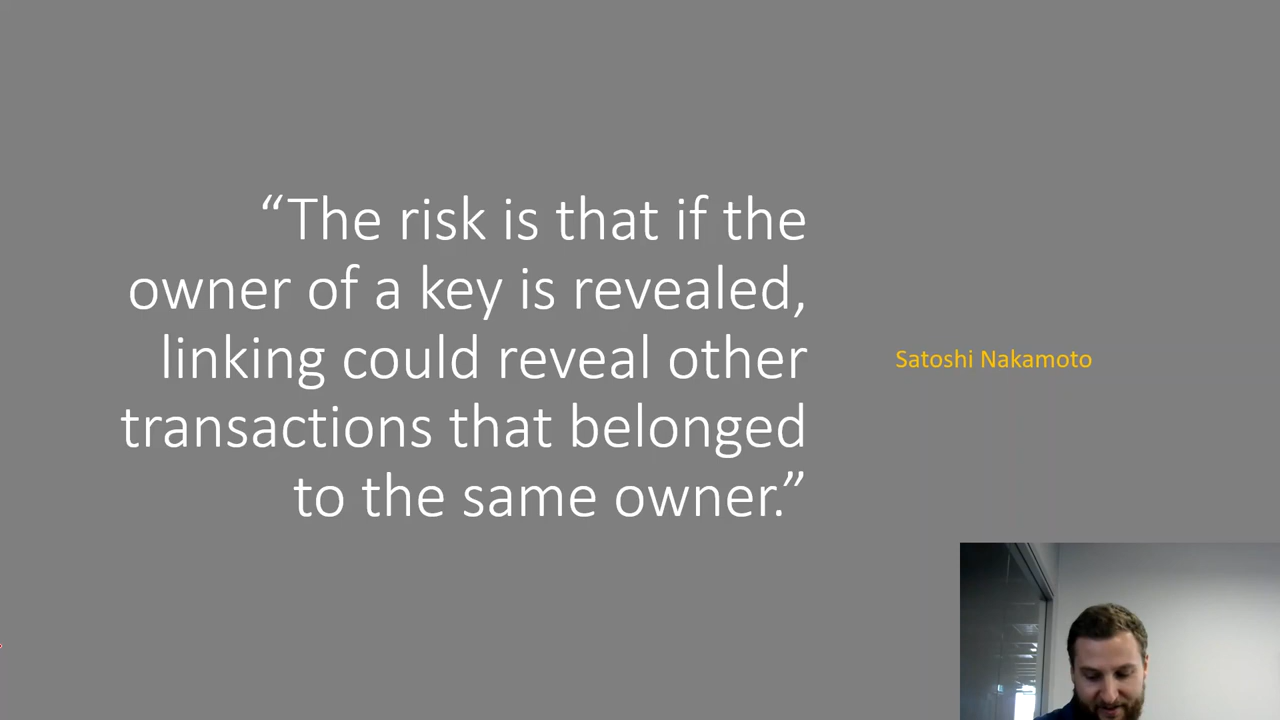 “The risk is that if the
owner of a key is revealed,
linking could reveal other
transactions that belonged
to the same owner.”
Satoshi Nakamoto